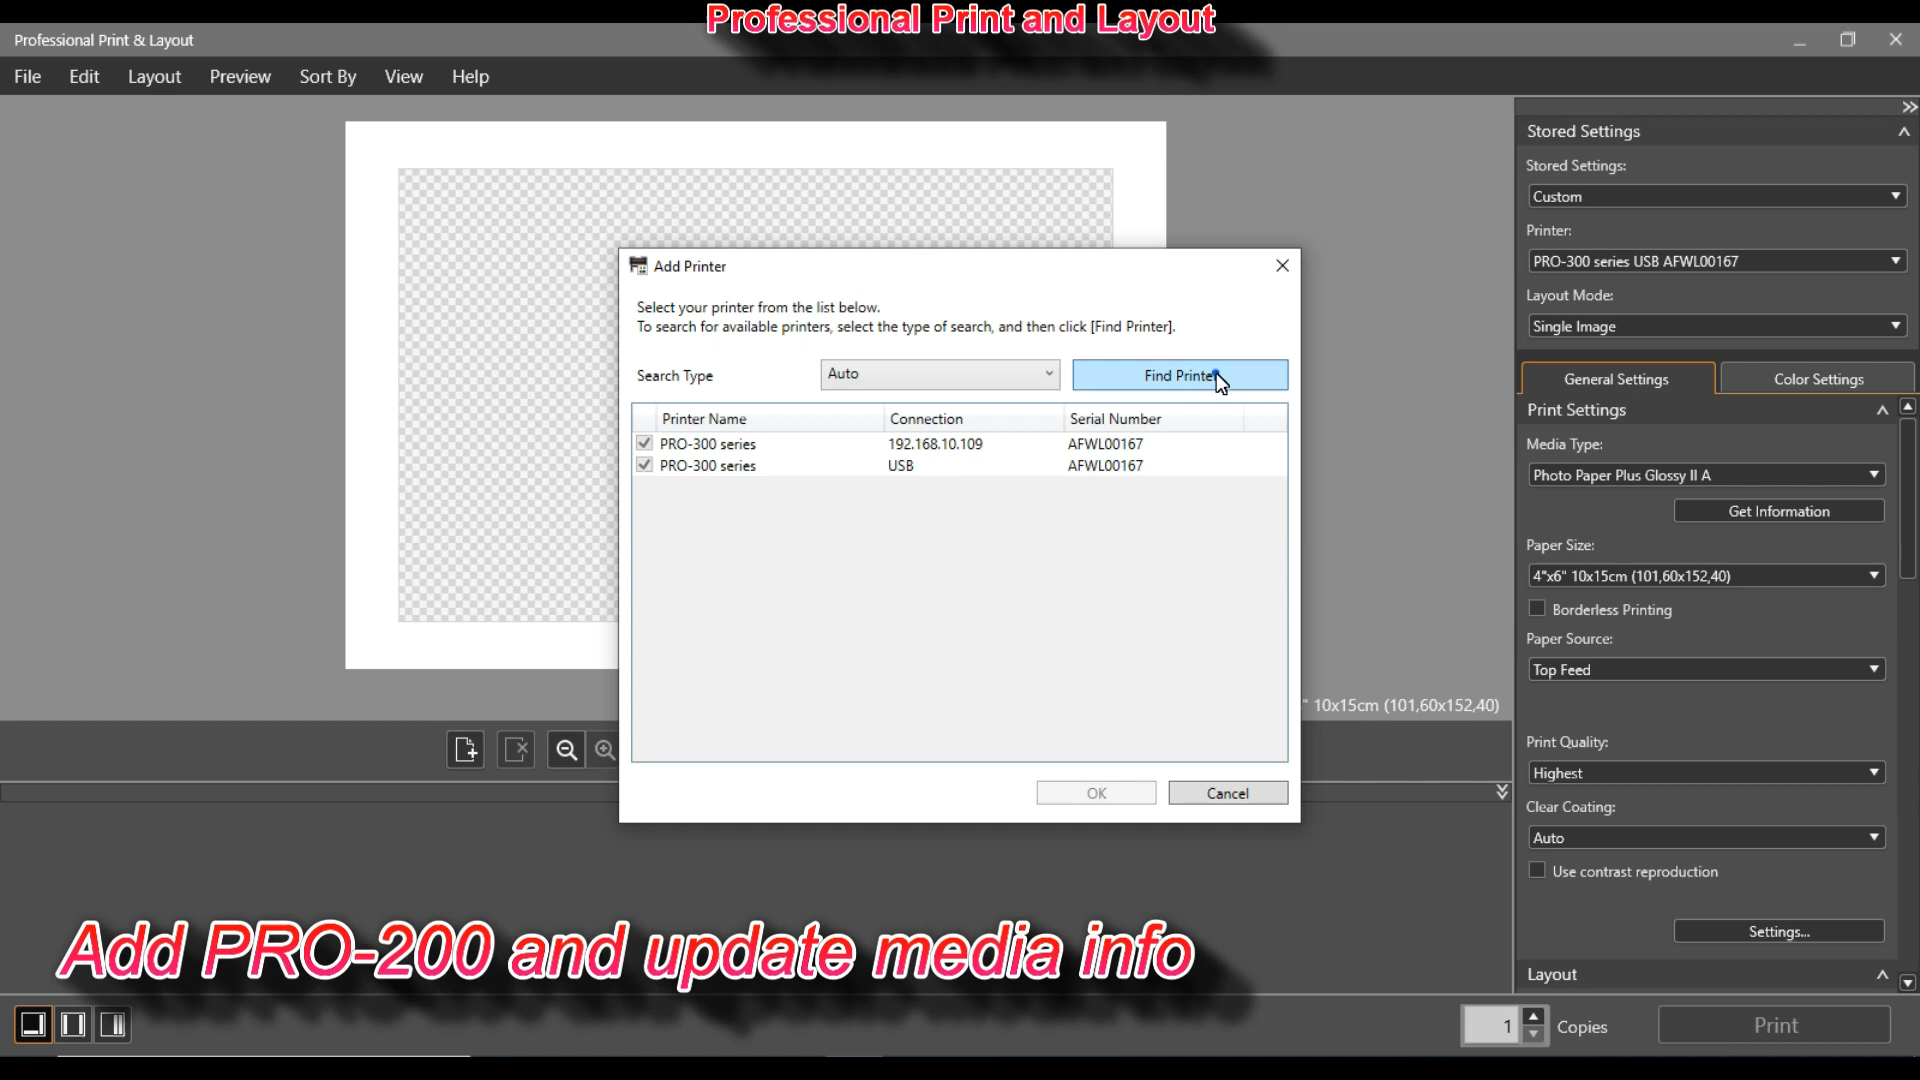 Professional Print and Layout
Professional Print & Layout
File Edit Layout Preview Sort By View Help
Stored Settings
Stored Settings:
Custom
Printer:
PRO-300 series USB AFWL00167
Layout Mode:
Single Image
General Settings Color Settings
Print Settings
Media Type:
Photo Paper Plus Glossy II A
Get Information
Paper Size:
4"x6" 10x15cm (101,60x152,40)
Borderless Printing
Paper Source:
Top Feed
Print Quality:
Highest
Clear Coating:
Auto
Use contrast reproduction
Settings...
Layout
Add Printer
Select your printer from the list below.
To search for available printers, select the type of search, and then click [Find Printer].
Search Type Auto Find Printer
Printer Name Connection Serial Number
PRO-300 series 192.168.10.109 AFWL00167
PRO-300 series USB AFWL00167
OK Cancel
" 10x15cm (101,60x152,40)
Add PRO-200 and update media info
1 Copies Print